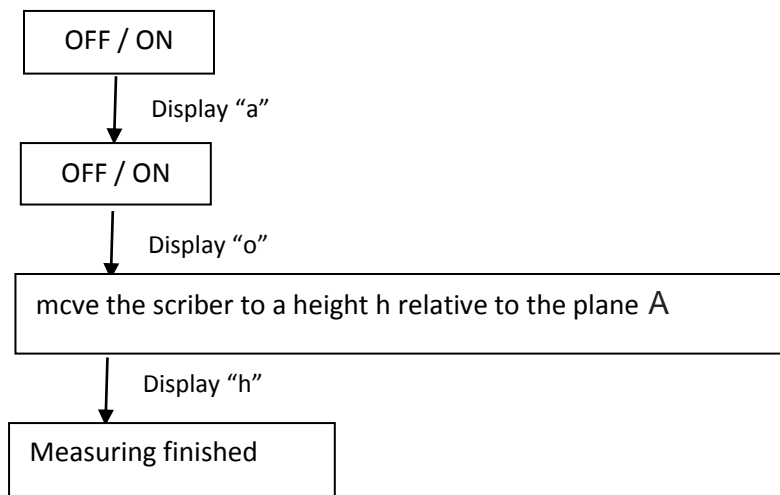 OFF / ON
Display “a”
OFF / ON
Display “o”
mcve the scriber to a height h relative to the plane A
Display “h”
Measuring finished